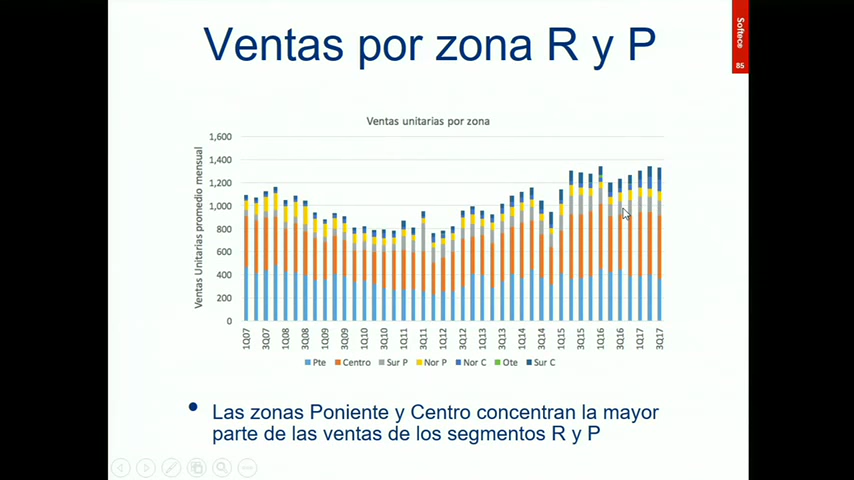 Ventas por zona R y P
Softece
85
Ventas unitarias por zona
Ventas Unitarias promedio mensual
1,600
1,400
1,200
1,000
800
600
400
200
0
1Q07 3Q07 1Q08 3Q08 1Q09 3Q09 1Q10 3Q10 1Q11 3Q11 1Q12 3Q12 1Q13 3Q13 1Q14 3Q14 1Q15 3Q15 1Q16 3Q16 1Q17 3Q17
Pte Centro Sur P Nor P Nor C Ote Sur C
• Las zonas Poniente y Centro concentran la mayor
parte de las ventas de los segmentos R y P